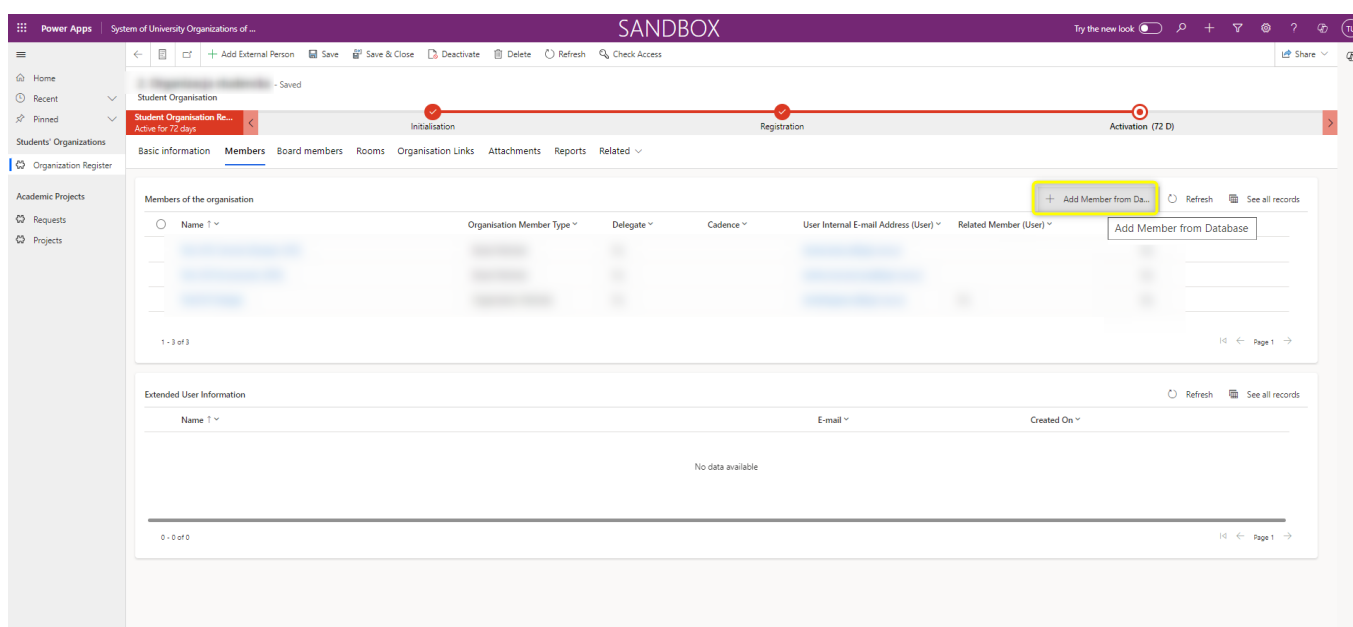 Power Apps System of University Organizations of ... SANDBOX Try the new look
Add External Person Save Save & Close Deactivate Delete Refresh Check Access Share
Home
Recent
Pinned
Students' Organizations
Organization Register
Academic Projects
Requests
Projects
- Saved
Student Organisation
Student Organisation Re...
Active for 72 days
Initialisation
Registration
Activation (72 D)
Basic information Members Board members Rooms Organisation Links Attachments Reports Related
Members of the organisation
+ Add Member from Da... Refresh See all records
Add Member from Database
Name ↑ Organisation Member Type Delegate Cadence User Internal E-mail Address (User) Related Member (User)
1 - 3 of 3 Page 1
Extended User Information Refresh See all records
Name ↑ E-mail Created On
No data available
0 - 0 of 0 Page 1